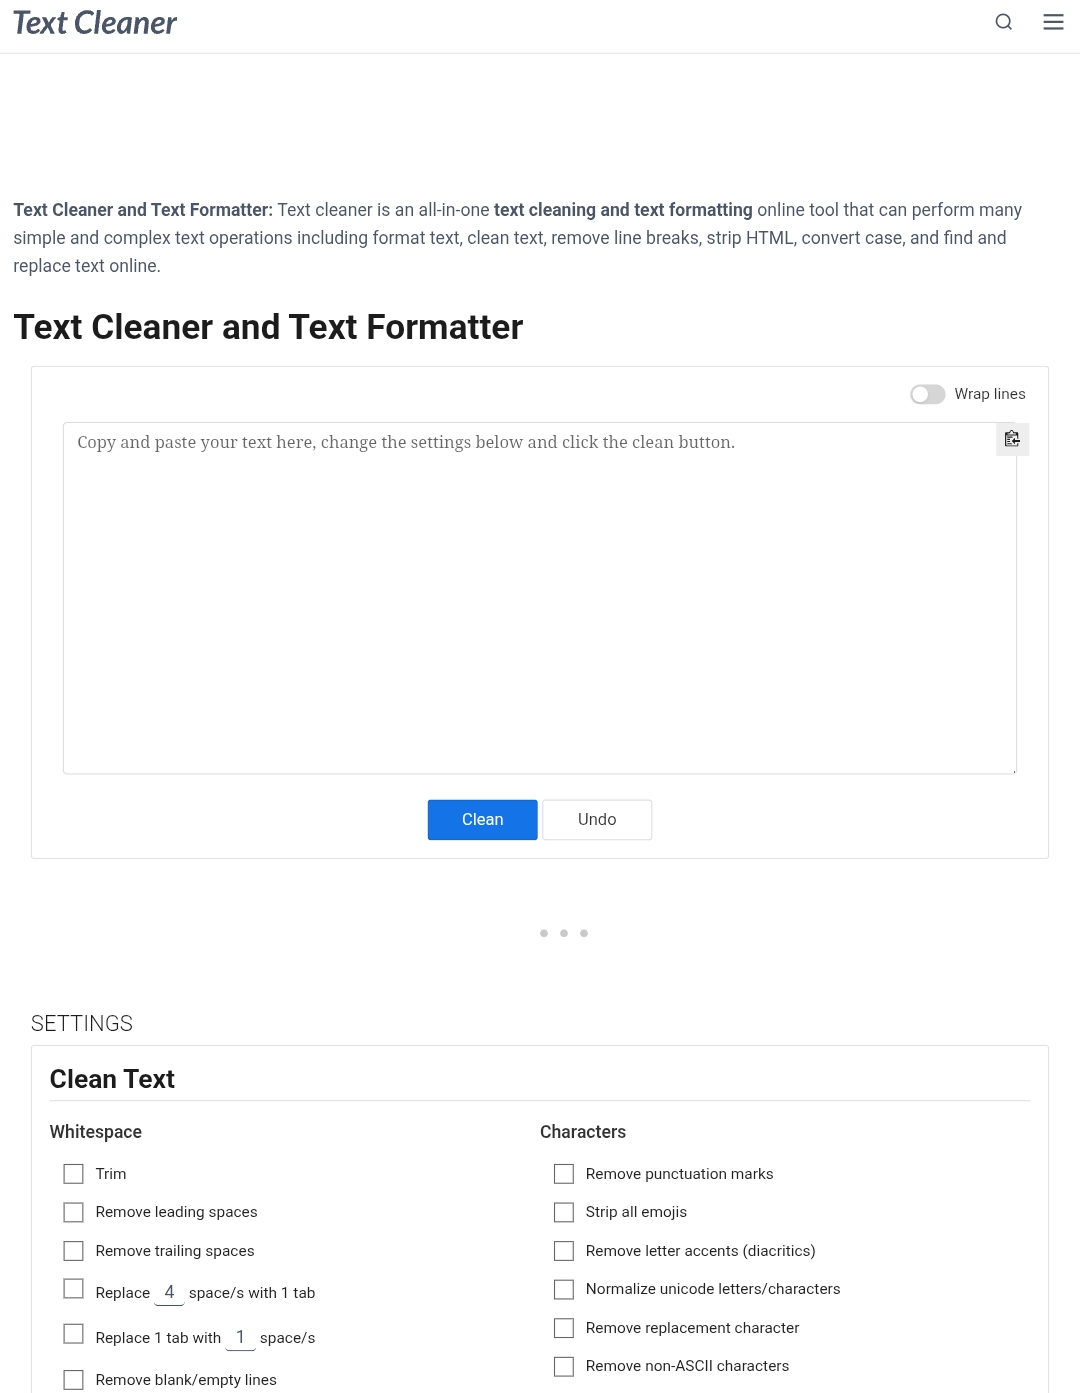 Text Cleaner
Text Cleaner and Text Formatter: Text cleaner is an all-in-one text cleaning and text formatting online tool that can perform many
simple and complex text operations including format text, clean text, remove line breaks, strip HTML, convert case, and find and
replace text online.
Text Cleaner and Text Formatter
Wrap lines
Copy and paste your text here, change the settings below and click the clean button.
Clean Undo
SETTINGS
Clean Text
Whitespace
Trim
Remove leading spaces
Remove trailing spaces
Replace 4 space/s with 1 tab
Replace 1 tab with 1 space/s
Remove blank/empty lines
Characters
Remove punctuation marks
Strip all emojis
Remove letter accents (diacritics)
Normalize unicode letters/characters
Remove replacement character
Remove non-ASCII characters